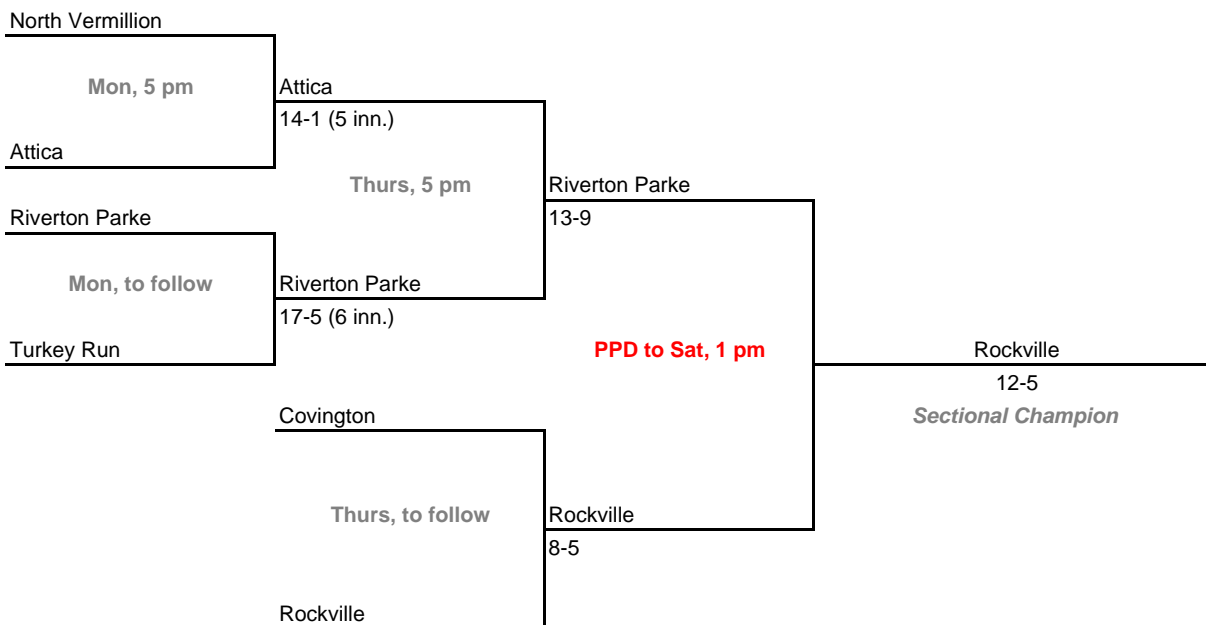 North Vermillion
Mon, 5 pm
Attica
14-1 (5 inn.)
Attica
Thurs, 5 pm
Riverton Parke
13-9
Riverton Parke
Mon, to follow
Riverton Parke
17-5 (6 inn.)
Turkey Run
PPD to Sat, 1 pm
Rockville
12-5
Sectional Champion
Covington
Thurs, to follow
Rockville
8-5
Rockville